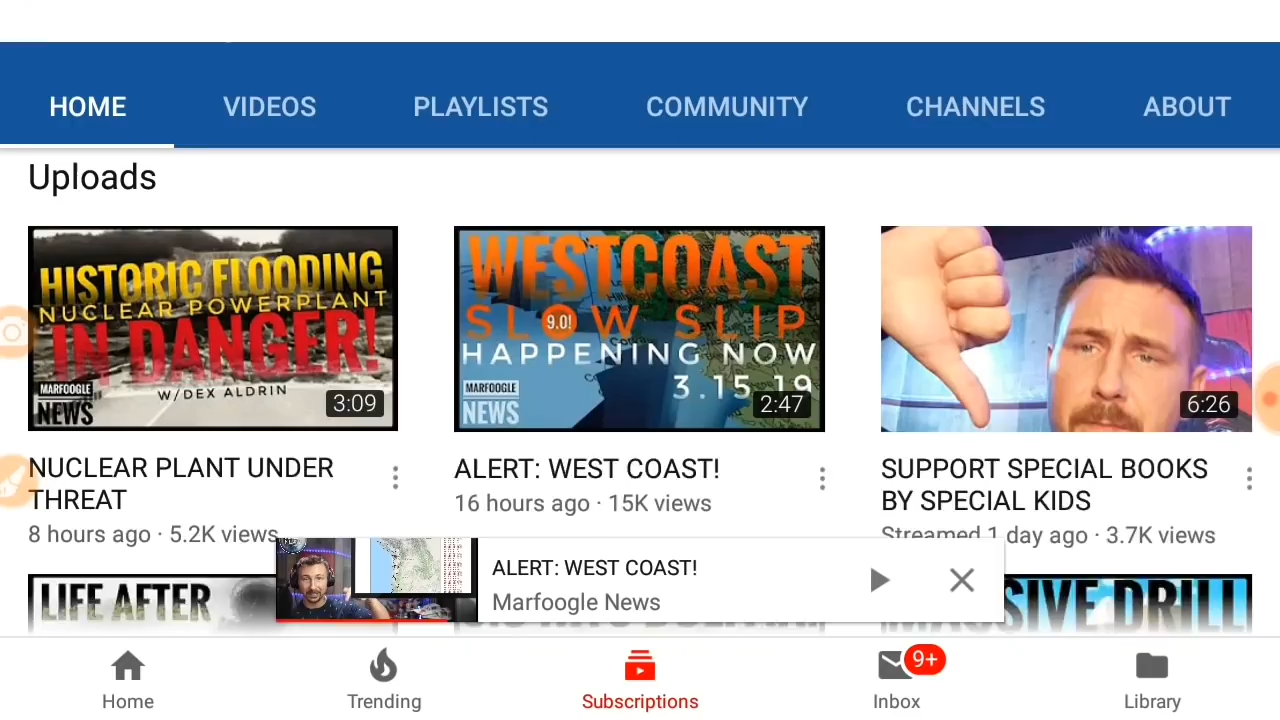 HOME VIDEOS PLAYLISTS COMMUNITY CHANNELS ABOUT
Uploads
HISTORIC FLOODING
NUCLEAR POWERPLANT
IN DANGER!
W/DEX ALDRIN
MARFOOGLE
NEWS
3:09
WESTCOAST
SLOW SLIP
9.0!
HAPPENING NOW
3.15.19
MARFOOGLE
NEWS
2:47
6:26
NUCLEAR PLANT UNDER
THREAT
8 hours ago · 5.2K views
ALERT: WEST COAST!
16 hours ago · 15K views
SUPPORT SPECIAL BOOKS
BY SPECIAL KIDS
Streamed 1 day ago · 3.7K views
ALERT: WEST COAST!
Marfoogle News
LIFE AFTER
SIVE DRILL
Home Trending Subscriptions Inbox Library
9+